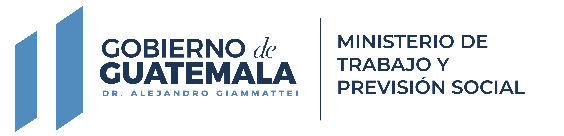 GOBIERNO de
GUATEMALA
DR. ALEJANDRO GIAMMATTEI
MINISTERIO DE
TRABAJO Y
PREVISIÓN SOCIAL